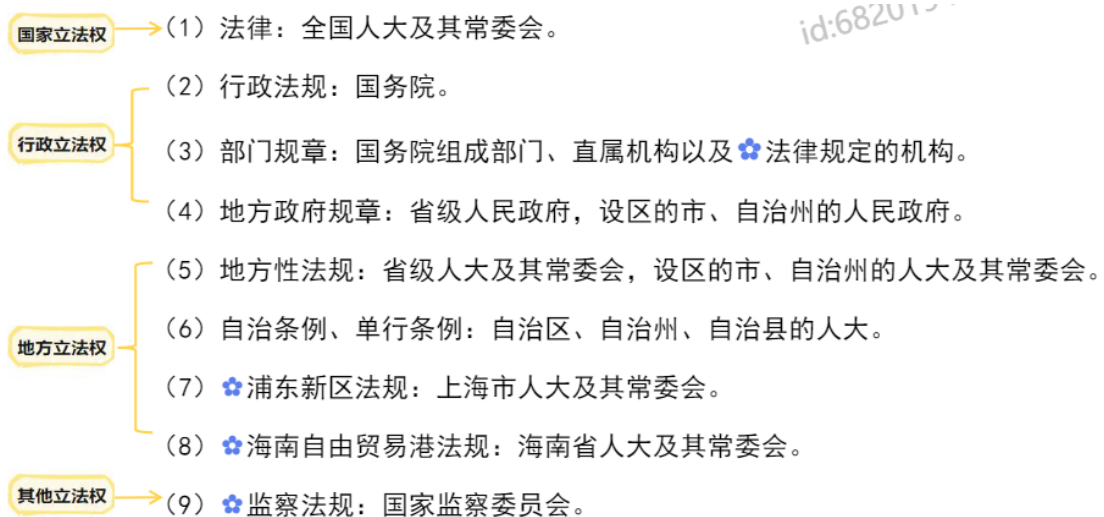 id:68201
国家立法权
(1) 法律：全国人大及其常委会。
行政立法权
(2) 行政法规：国务院。
(3) 部门规章：国务院组成部门、直属机构以及法律规定的机构。
(4) 地方政府规章：省级人民政府，设区的市、自治州的人民政府。
地方立法权
(5) 地方性法规：省级人大及其常委会，设区的市、自治州的人大及其常委会。
(6) 自治条例、单行条例：自治区、自治州、自治县的人大。
(7) 浦东新区法规：上海市人大及其常委会。
(8) 海南自由贸易港法规：海南省人大及其常委会。
其他立法权
(9) 监察法规：国家监察委员会。